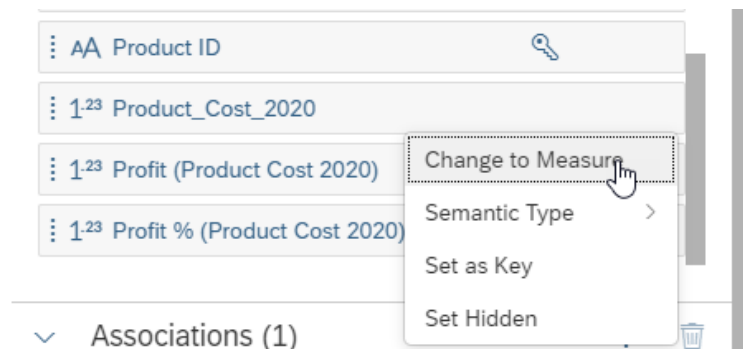 AA Product ID
1.23 Product_Cost_2020
Change to Measure
1.23 Profit (Product Cost 2020)
Semantic Type
1.23 Profit % (Product Cost 2020)
Set as Key
Set Hidden
Associations (1)